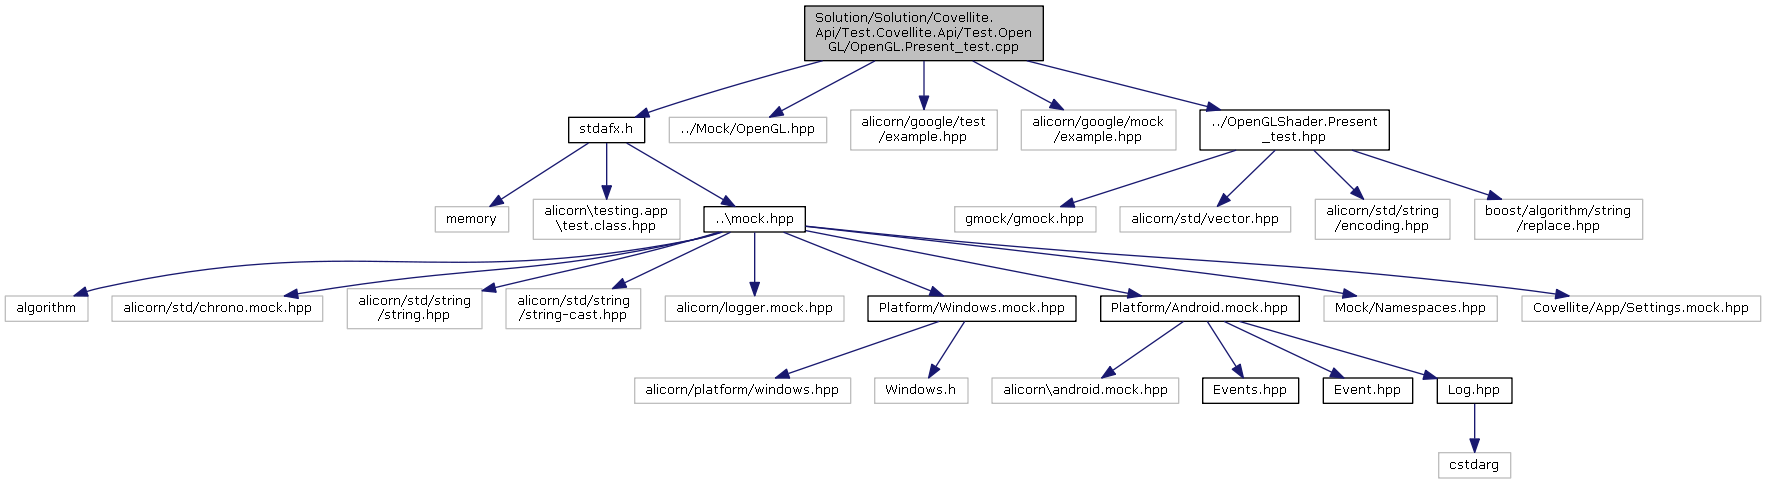 Solution/Solution/Covellite.
Api/Test.Covellite.Api/Test.Open
GL/OpenGL.Present_test.cpp
stdafx.h
../Mock/OpenGL.hpp
alicorn/google/test
/example.hpp
alicorn/google/mock
/example.hpp
../OpenGLShader.Present
_test.hpp
memory
alicorn\testing.app
\test.class.hpp
..\mock.hpp
gmock/gmock.hpp
alicorn/std/vector.hpp
alicorn/std/string
/encoding.hpp
boost/algorithm/string
/replace.hpp
algorithm
alicorn/std/chrono.mock.hpp
alicorn/std/string
/string.hpp
alicorn/std/string
/string-cast.hpp
alicorn/logger.mock.hpp
Platform/Windows.mock.hpp
Platform/Android.mock.hpp
Mock/Namespaces.hpp
Covellite/App/Settings.mock.hpp
alicorn/platform/windows.hpp
Windows.h
alicorn\android.mock.hpp
Events.hpp
Event.hpp
Log.hpp
cstdarg